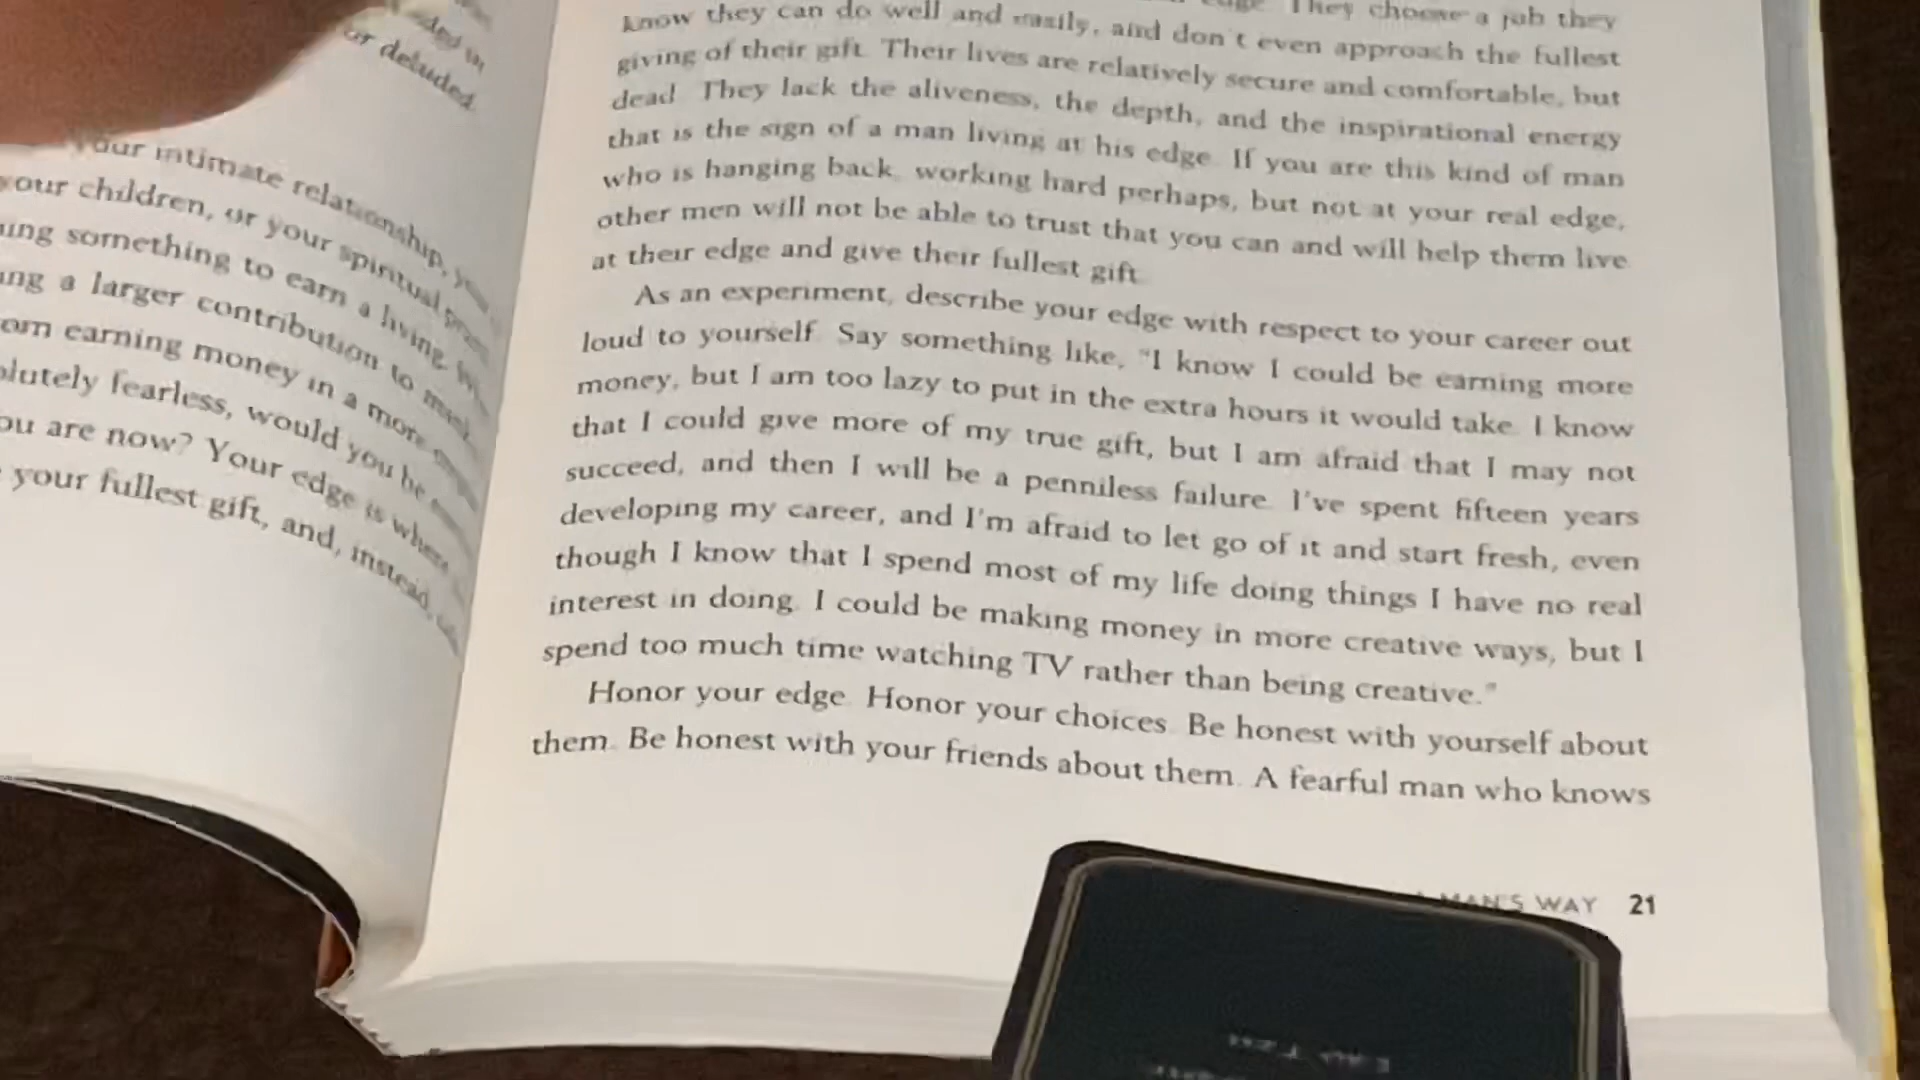 or deluded.
your intimate relationship,
your children, or your spiritual
something to earn a living.
a larger contribution to
earning money in a more
fearless, would you be
you are now? Your edge is where
your fullest gift, and, instead,
They choose a job they
know they can do well and easily, and don't even approach the fullest
giving of their gift. Their lives are relatively secure and comfortable, but
dead. They lack the aliveness, the depth, and the inspirational energy
that is the sign of a man living at his edge. If you are this kind of man
who is hanging back, working hard perhaps, but not at your real edge,
other men will not be able to trust that you can and will help them live
at their edge and give their fullest gift.
As an experiment, describe your edge with respect to your career out
loud to yourself. Say something like, "I know I could be earning more
money, but I am too lazy to put in the extra hours it would take. I know
that I could give more of my true gift, but I am afraid that I may not
succeed, and then I will be a penniless failure. I've spent fifteen years
developing my career, and I'm afraid to let go of it and start fresh, even
though I know that I spend most of my life doing things I have no real
interest in doing. I could be making money in more creative ways, but I
spend too much time watching TV rather than being creative."
Honor your edge. Honor your choices. Be honest with yourself about
them. Be honest with your friends about them. A fearful man who knows
MAN'S WAY 21